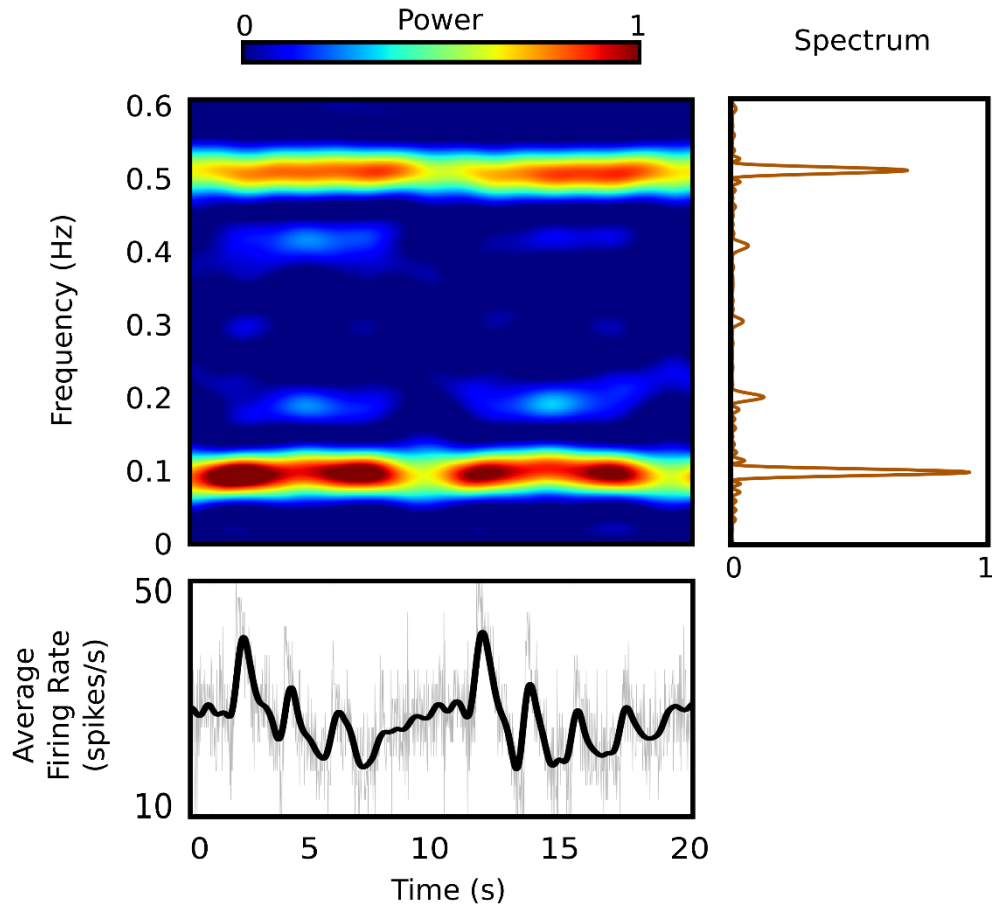 Power
0 1
Spectrum
Frequency (Hz)
0.6
0.5
0.4
0.3
0.2
0.1
0
0 1
Average
Firing Rate
(spikes/s)
50
10
0 5 10 15 20
Time (s)